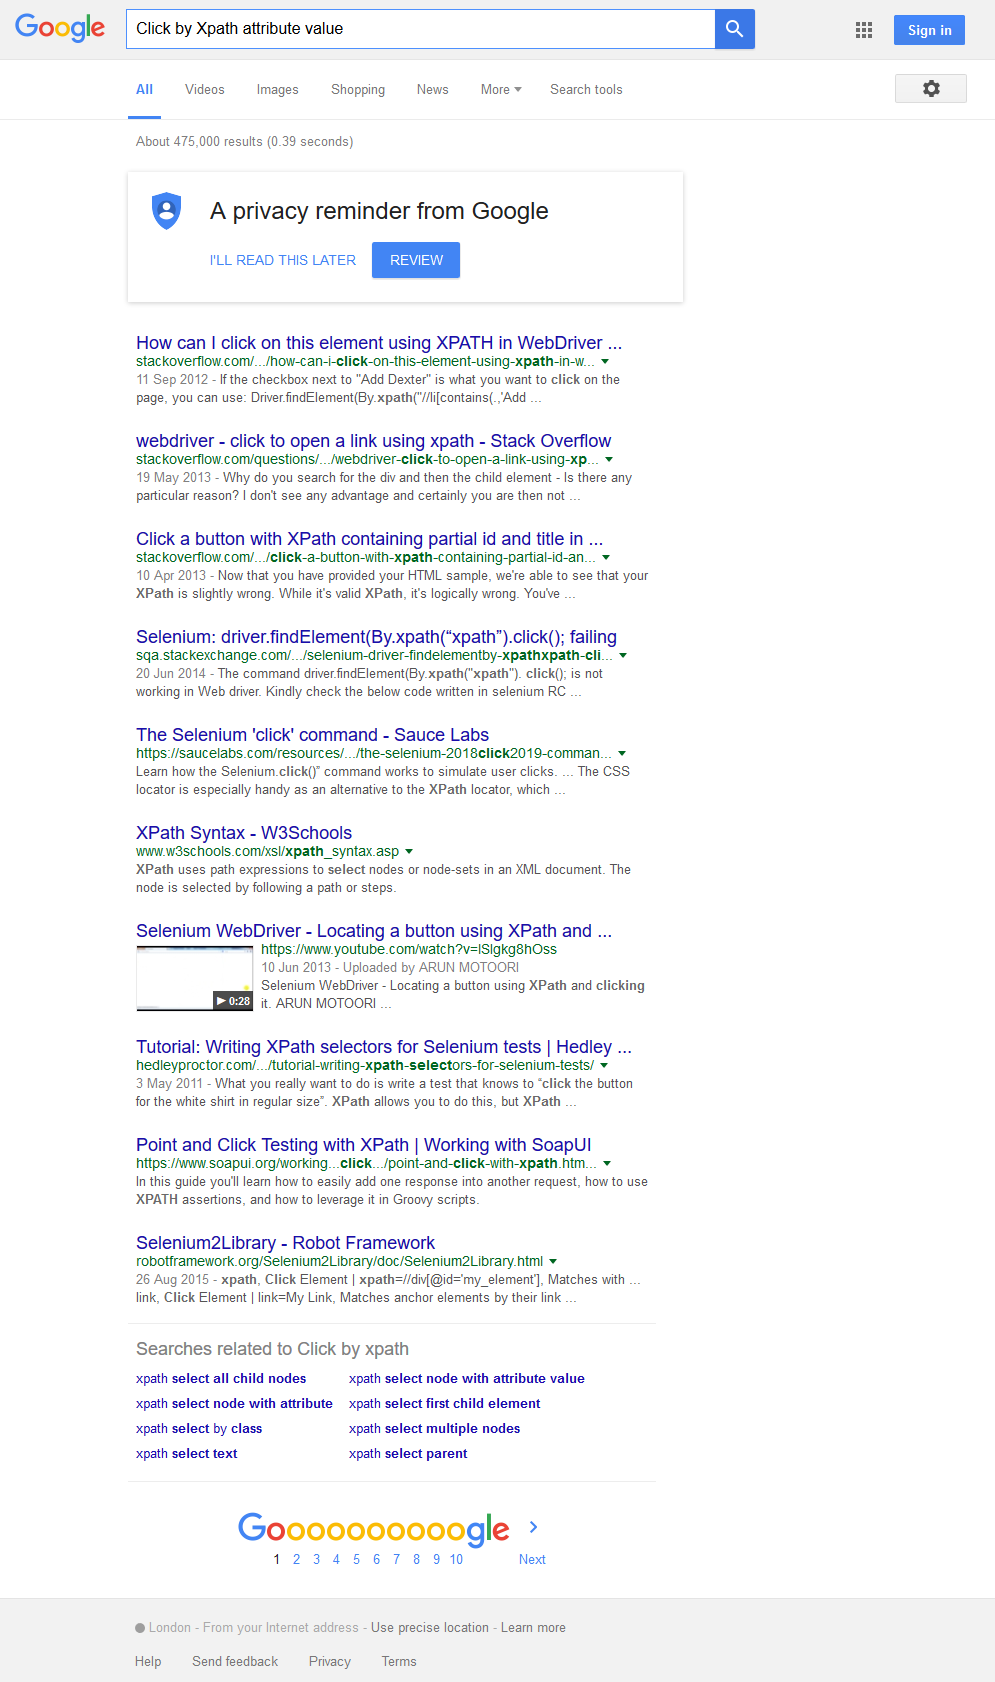 Google
Click by Xpath attribute value
Sign in
All Videos Images Shopping News More Search tools
About 475,000 results (0.39 seconds)
A privacy reminder from Google
I'LL READ THIS LATER REVIEW
How can I click on this element using XPATH in WebDriver ...
stackoverflow.com/.../how-can-i-click-on-this-element-using-xpath-in-w...
11 Sep 2012 - If the checkbox next to "Add Dexter" is what you want to click on the
page, you can use: Driver.findElement(By.xpath("//li[contains(.,'Add ...
webdriver - click to open a link using xpath - Stack Overflow
stackoverflow.com/questions/.../webdriver-click-to-open-a-link-using-xp...
19 May 2013 - Why do you search for the div and then the child element - Is there any
particular reason? I don't see any advantage and certainly you are then not ...
Click a button with XPath containing partial id and title in ...
stackoverflow.com/.../click-a-button-with-xpath-containing-partial-id-an...
10 Apr 2013 - Now that you have provided your HTML sample, we're able to see that your
XPath is slightly wrong. While it's valid XPath, it's logically wrong. You've ...
Selenium: driver.findElement(By.xpath(“xpath”).click(); failing
sqa.stackexchange.com/.../selenium-driver-findelementby-xpathxpath-cli...
20 Jun 2014 - The command driver.findElement(By.xpath("xpath"). click(); is not
working in Web driver. Kindly check the below code written in selenium RC ...
The Selenium 'click' command - Sauce Labs
https://saucelabs.com/resources/.../the-selenium-2018click2019-comman...
Learn how the Selenium.click()” command works to simulate user clicks. ... The CSS
locator is especially handy as an alternative to the XPath locator, which ...
XPath Syntax - W3Schools
www.w3schools.com/xsl/xpath_syntax.asp
XPath uses path expressions to select nodes or node-sets in an XML document. The
node is selected by following a path or steps.
Selenium WebDriver - Locating a button using XPath and ...
https://www.youtube.com/watch?v=lSlgkg8hOss
10 Jun 2013 - Uploaded by ARUN MOTOORI
Selenium WebDriver - Locating a button using XPath and clicking
0:28 it. ARUN MOTOORI ...
Tutorial: Writing XPath selectors for Selenium tests | Hedley ...
hedleyproctor.com/.../tutorial-writing-xpath-selectors-for-selenium-tests/
3 May 2011 - What you really want to do is write a test that knows to “click the button
for the white shirt in regular size”. XPath allows you to do this, but XPath ...
Point and Click Testing with XPath | Working with SoapUI
https://www.soapui.org/working...click.../point-and-click-with-xpath.htm...
In this guide you'll learn how to easily add one response into another request, how to use
XPATH assertions, and how to leverage it in Groovy scripts.
Selenium2Library - Robot Framework
robotframework.org/Selenium2Library/doc/Selenium2Library.html
26 Aug 2015 - xpath, Click Element | xpath=//div[@id='my_element'], Matches with ...
link, Click Element | link=My Link, Matches anchor elements by their link ...
Searches related to Click by xpath
xpath select all child nodes xpath select node with attribute value
xpath select node with attribute xpath select first child element
xpath select by class xpath select multiple nodes
xpath select text xpath select parent
Goooooooooogle
1 2 3 4 5 6 7 8 9 10 Next
London - From your Internet address - Use precise location - Learn more
Help Send feedback Privacy Terms